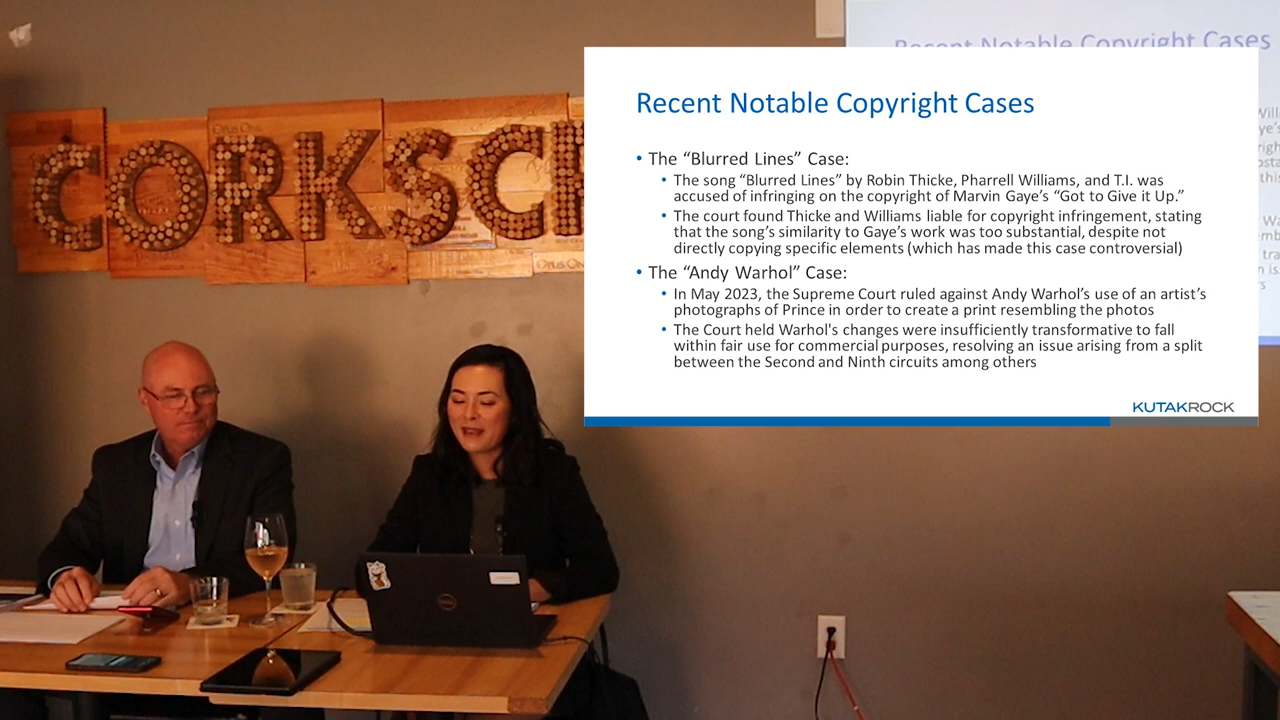 CORKSC
Opus One
Opus One
Recent Notable Copyright Cases
Recent Notable Copyright Cases
• The “Blurred Lines” Case:
• The song “Blurred Lines” by Robin Thicke, Pharrell Williams, and T.I. was
accused of infringing on the copyright of Marvin Gaye’s “Got to Give it Up.”
• The court found Thicke and Williams liable for copyright infringement, stating
that the song’s similarity to Gaye’s work was too substantial, despite not
directly copying specific elements (which has made this case controversial)
• The “Andy Warhol” Case:
• In May 2023, the Supreme Court ruled against Andy Warhol’s use of an artist’s
photographs of Prince in order to create a print resembling the photos
• The Court held Warhol's changes were insufficiently transformative to fall
within fair use for commercial purposes, resolving an issue arising from a split
between the Second and Ninth circuits among others
KUTAKROCK
DELL